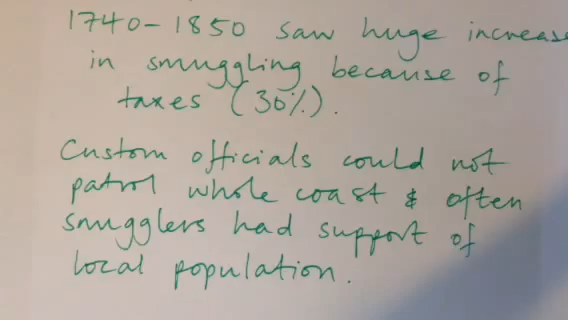 1740-1850 saw huge increase
in smuggling because of
taxes (30%).
Custom officials could not
patrol whole coast & often
smugglers had support of
local population.